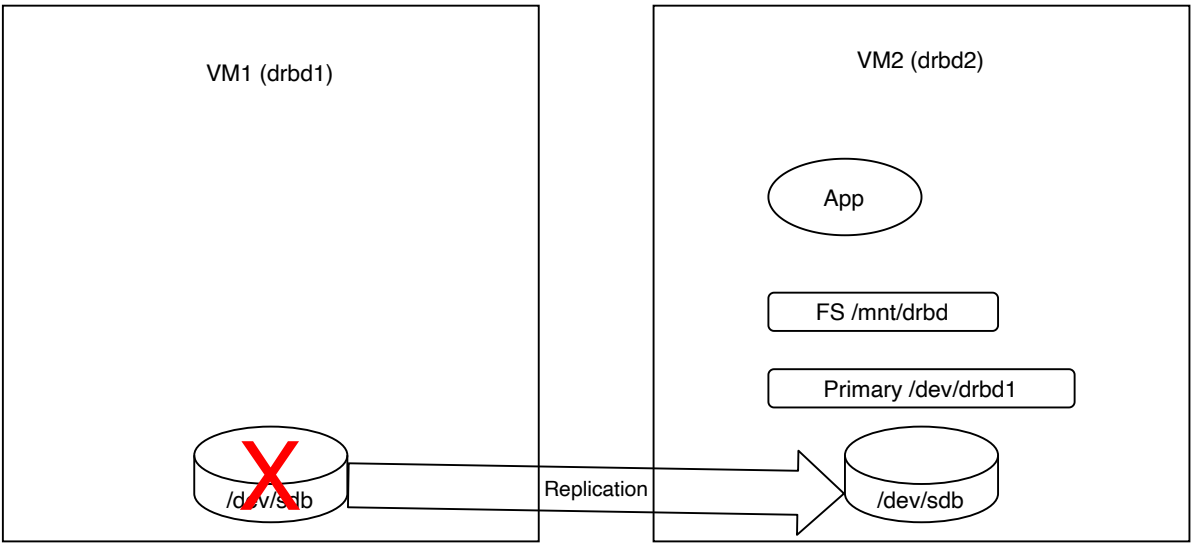 VM1 (drbd1)
VM2 (drbd2)
App
FS /mnt/drbd
Primary /dev/drbd1
X
/dev/sdb
Replication
/dev/sdb